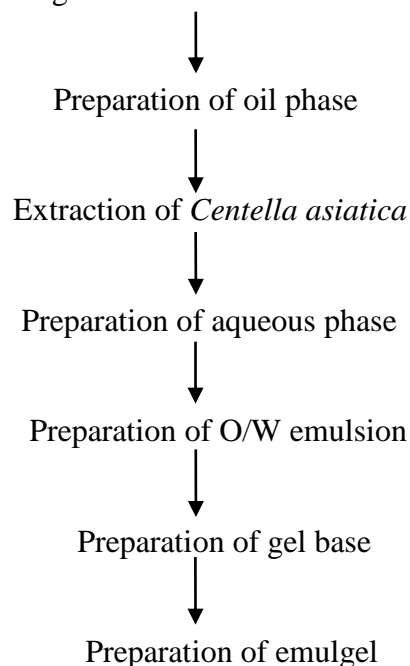 Preparation of oil phase
Extraction of Centella asiatica
Preparation of aqueous phase
Preparation of O/W emulsion
Preparation of gel base
Preparation of emulgel